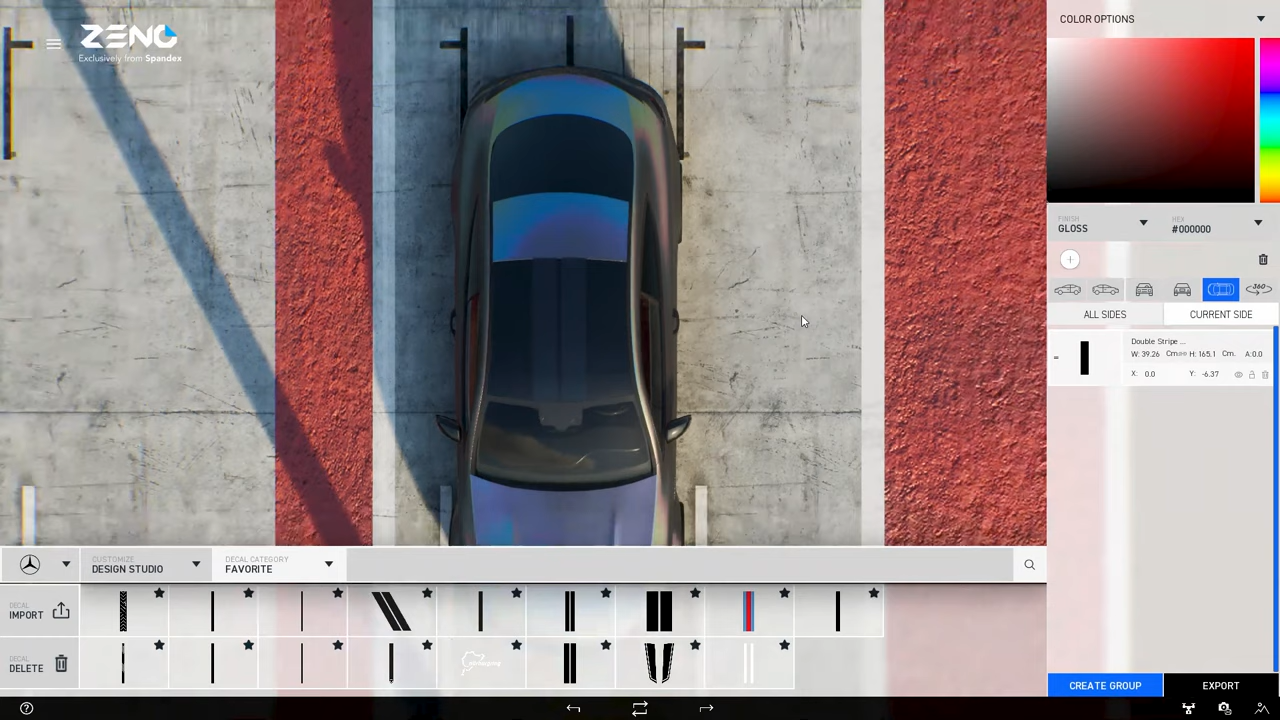 ZENO
Exclusively from Spandex
COLOR OPTIONS
FINISH
GLOSS
HEX
#000000
ALL SIDES
CURRENT SIDE
Double Stripe ...
W: 39.26 Cm. H: 165.1 Cm. A: 0.0
X: 0.0 Y: -6.37
CUSTOMIZE
DESIGN STUDIO
DECAL CATEGORY
FAVORITE
DECAL
IMPORT
DECAL
DELETE
CREATE GROUP
EXPORT